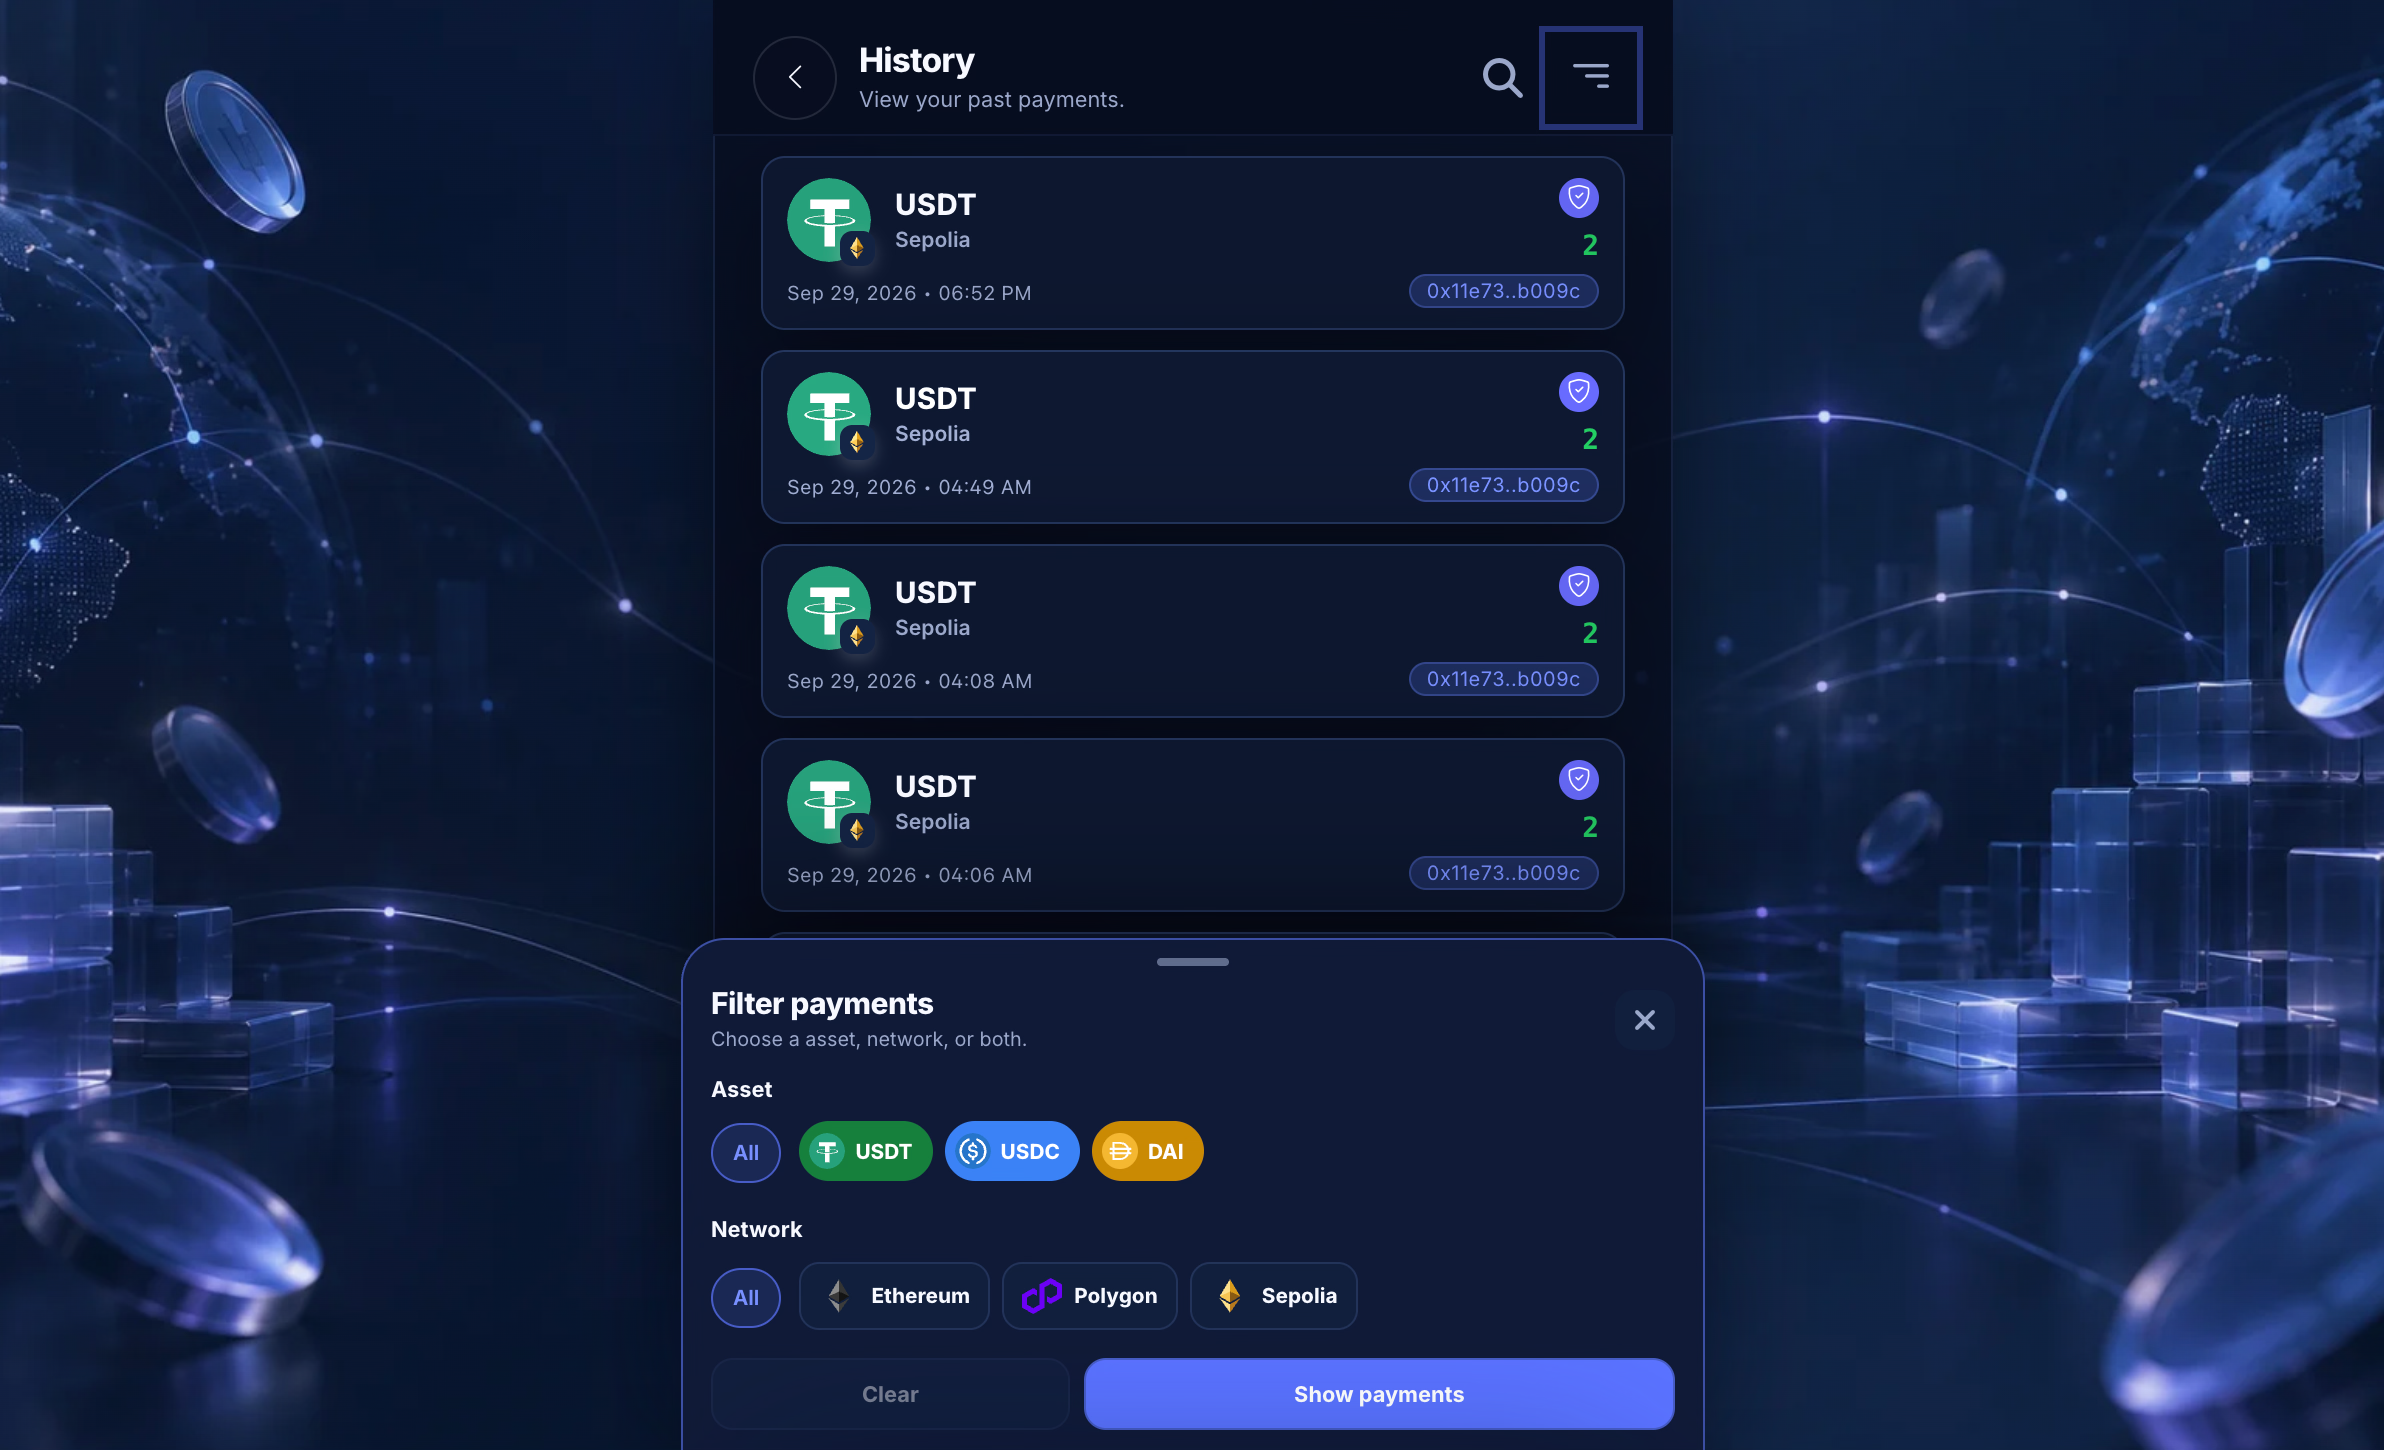 History
View your past payments.
USDT
Sepolia
2
Sep 29, 2026 • 06:52 PM
0x11e73..b009c
USDT
Sepolia
2
Sep 29, 2026 • 04:49 AM
0x11e73..b009c
USDT
Sepolia
2
Sep 29, 2026 • 04:08 AM
0x11e73..b009c
USDT
Sepolia
2
Sep 29, 2026 • 04:06 AM
0x11e73..b009c
Filter payments
Choose a asset, network, or both.
Asset
All USDT USDC DAI
Network
All Ethereum Polygon Sepolia
Clear Show payments